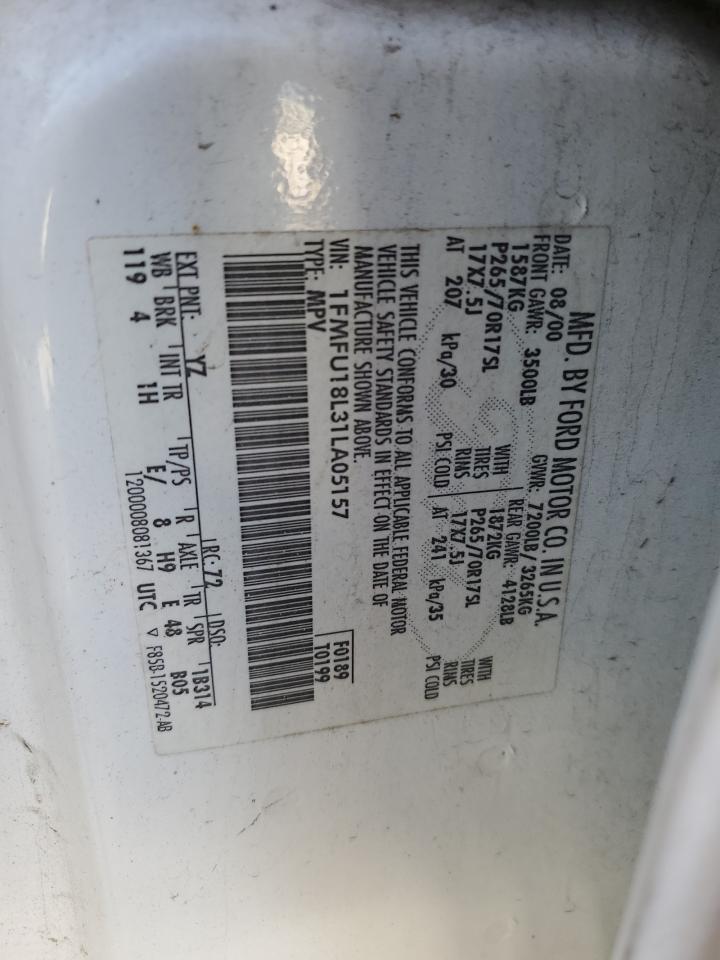 MFD. BY FORD MOTOR CO. IN U.S.A.
DATE: 08/00 GVWR: 7200LB / 3265KG
FRONT GAWR: 3500LB REAR GAWR: 4128LB
1587KG WITH 1872KG WITH
P265/70R17SL TIRES P265/70R17SL TIRES
17X7.5J RIMS 17X7.5J RIMS
AT 207 kPa/30 PSI COLD AT 241 kPa/35 PSI COLD
THIS VEHICLE CONFORMS TO ALL APPLICABLE FEDERAL MOTOR
VEHICLE SAFETY STANDARDS IN EFFECT ON THE DATE OF
MANUFACTURE SHOWN ABOVE.
VIN: 1FMFU18L31LA05157 F0189
TYPE: MPV T0199
EXT PNT: YZ RC: 72 DSO:
WB BRK INT TR TP/PS R AXLE TR SPR 1B314
119 4 1H E/ 8 H9 E 48 B05
1200008081367 UTC ▽ F85B-1520472-AB